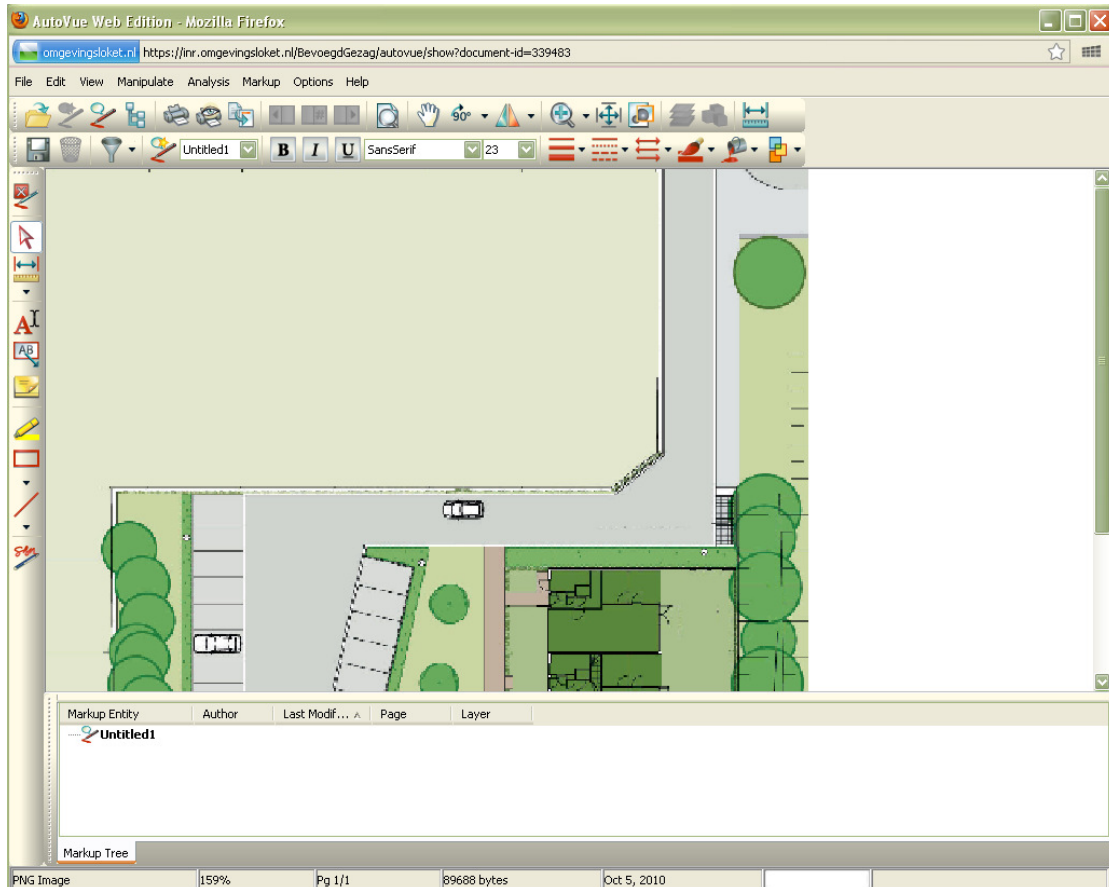 AutoVue Web Edition - Mozilla Firefox
omgevingsloket.nl https://inr.omgevingsloket.nl/BevoegdGezag/autovue/show?document-id=339483
File Edit View Manipulate Analysis Markup Options Help
90°
Untitled1 B I U SansSerif 23
A
AB
Markup Entity Author Last Modif... Page Layer
Untitled1
Markup Tree
PNG Image 159% Pg 1/1 89688 bytes Oct 5, 2010